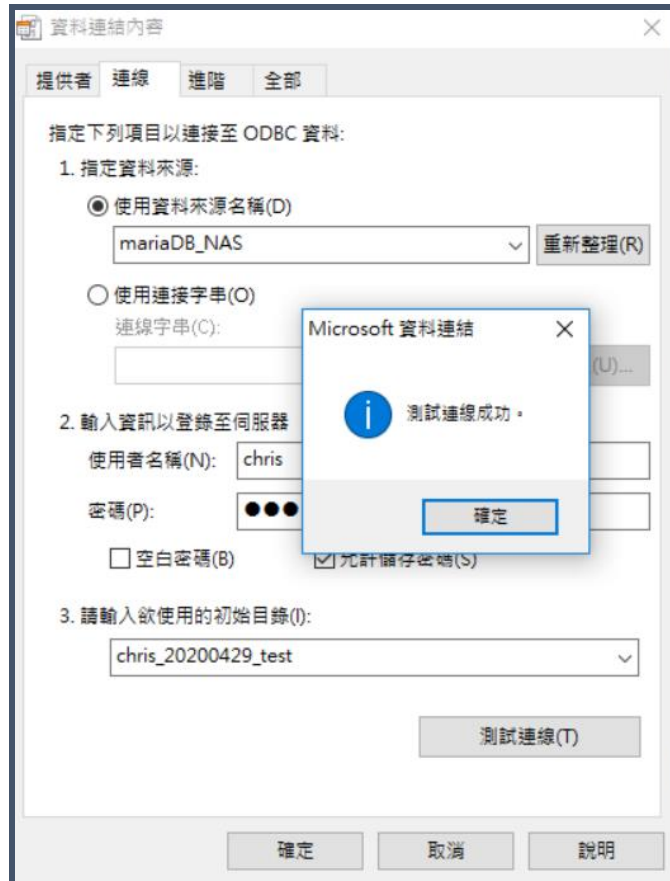 資料連結內容
提供者 連線 進階 全部
指定下列項目以連接至 ODBC 資料:
1. 指定資料來源:
使用資料來源名稱(D)
mariaDB_NAS
重新整理(R)
使用連接字串(O)
連線字串(C):
(U)...
Microsoft 資料連結
測試連線成功。
確定
2. 輸入資訊以登錄至伺服器
使用者名稱(N): chris
密碼(P): ●●●
空白密碼(B) 允許儲存密碼(S)
3. 請輸入欲使用的初始目錄(I):
chris_20200429_test
測試連線(T)
確定 取消 說明